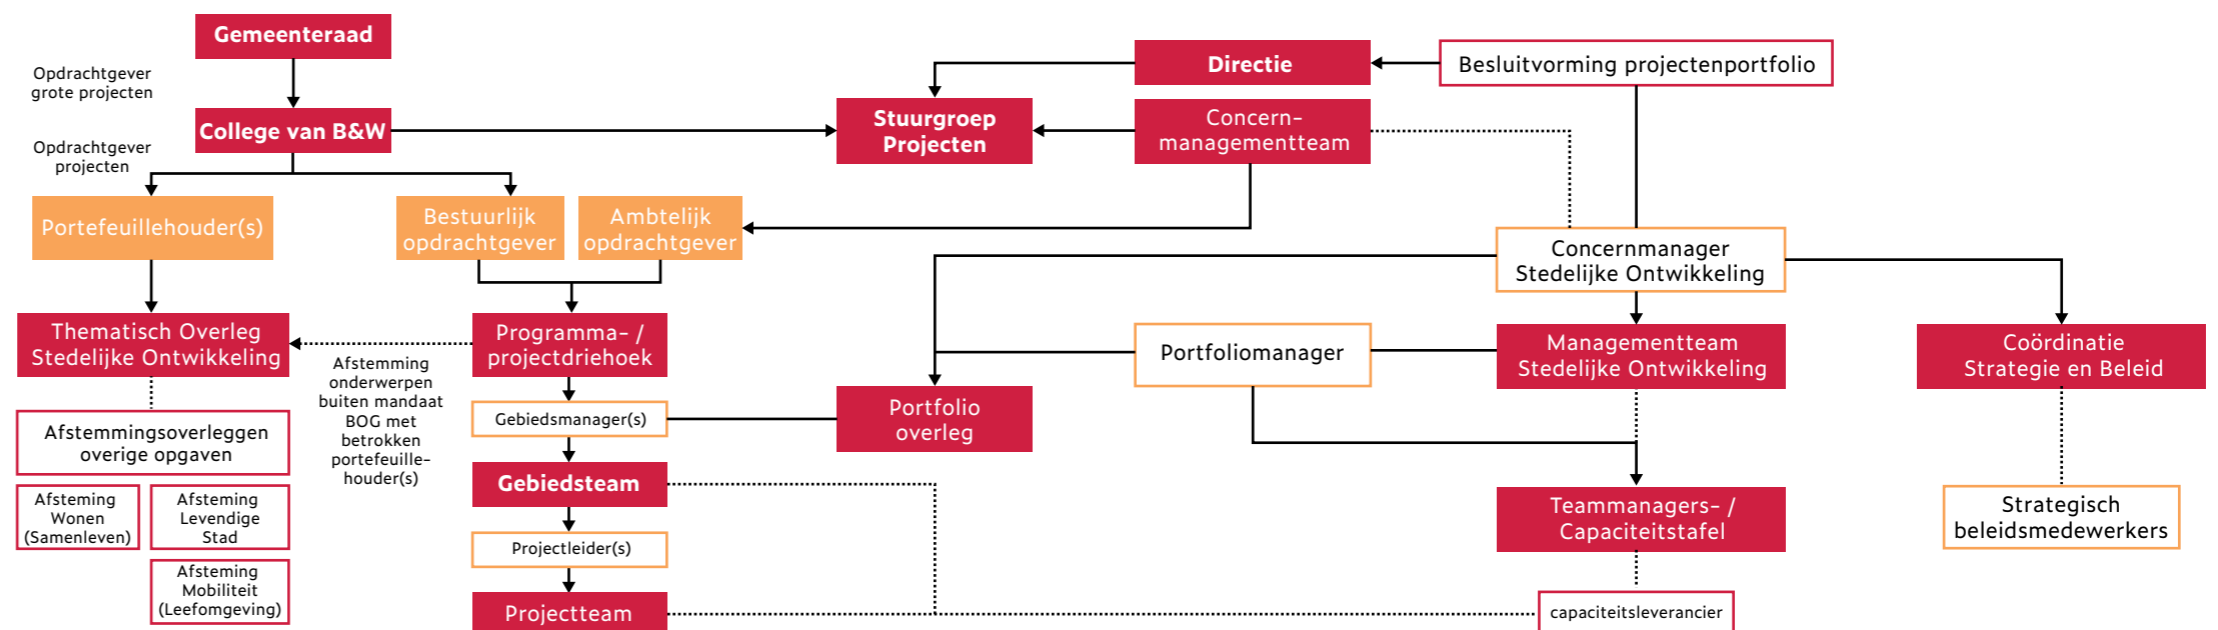 Gemeenteraad
Opdrachtgever
grote projecten
College van B&W
Opdrachtgever
projecten
Portefeuillehouder(s)
Bestuurlijk
opdrachtgever
Ambtelijk
opdrachtgever
Stuurgroep
Projecten
Directie
Besluitvorming projectenportfolio
Concern-
managementteam
Concernmanager
Stedelijke Ontwikkeling
Thematisch Overleg
Stedelijke Ontwikkeling
Afstemming
onderwerpen
buiten mandaat
BOG met
betrokken
portefeuille-
houder(s)
Programma- /
projectdriehoek
Gebiedsmanager(s)
Gebiedsteam
Projectleider(s)
Projectteam
Portfolio
overleg
Portfoliomanager
Managementteam
Stedelijke Ontwikkeling
Coördinatie
Strategie en Beleid
Afstemmingsoverleggen
overige opgaven
Afsteming
Wonen
(Samenleven)
Afsteming
Levendige
Stad
Afsteming
Mobiliteit
(Leefomgeving)
Teammanagers- /
Capaciteitstafel
capaciteitsleverancier
Strategisch
beleidsmedewerkers